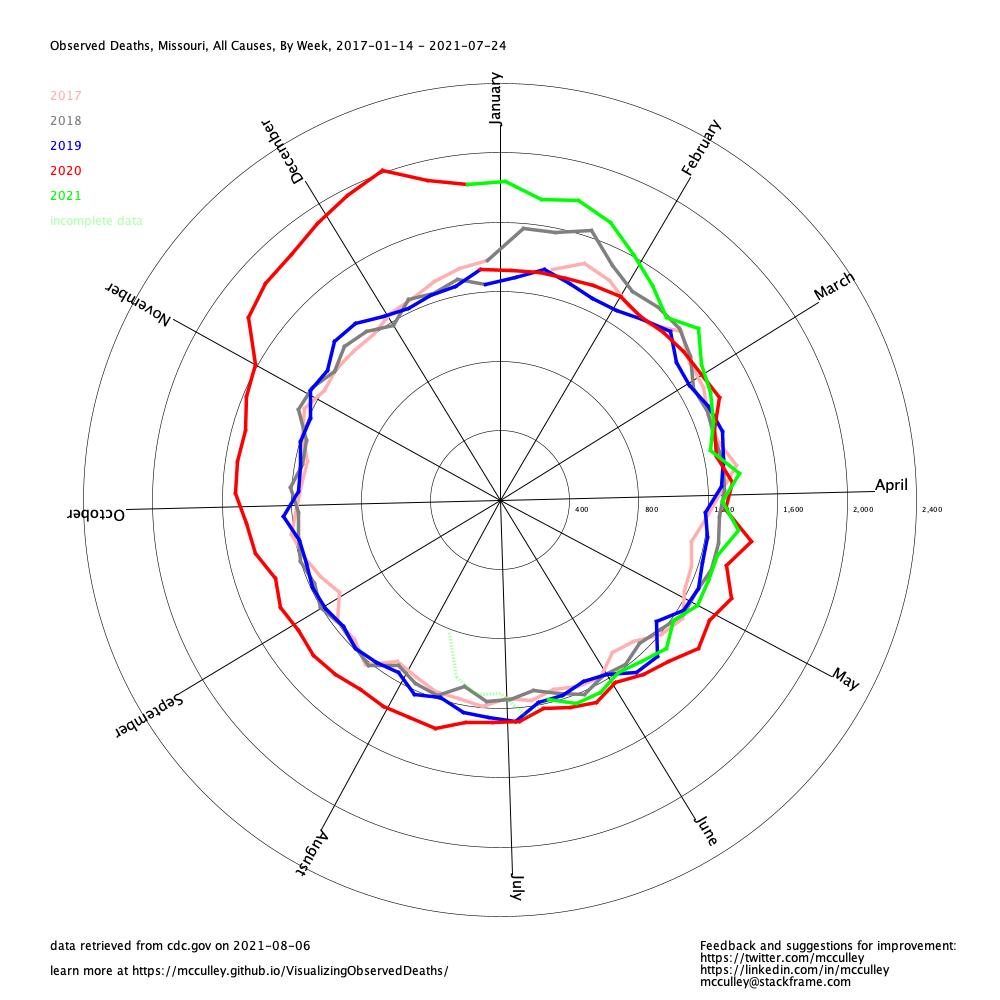 Observed Deaths, Missouri, All Causes, By Week, 2017-01-14 - 2021-07-24
2017
2018
2019
2020
2021
incomplete data
January
February
March
April
May
June
July
August
September
October
November
December
400
800
1,200
1,600
2,000
2,400
data retrieved from cdc.gov on 2021-08-06
learn more at https://mcculley.github.io/VisualizingObservedDeaths/
Feedback and suggestions for improvement:
https://twitter.com/mcculley
https://linkedin.com/in/mcculley
mcculley@stackframe.com